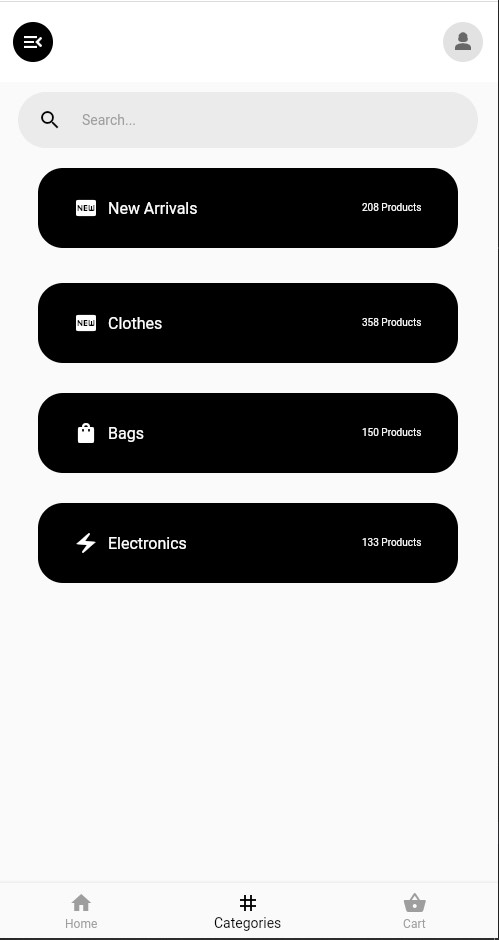 Search...
NEW New Arrivals 208 Products
NEW Clothes 358 Products
Bags 150 Products
Electronics 133 Products
Home Categories Cart